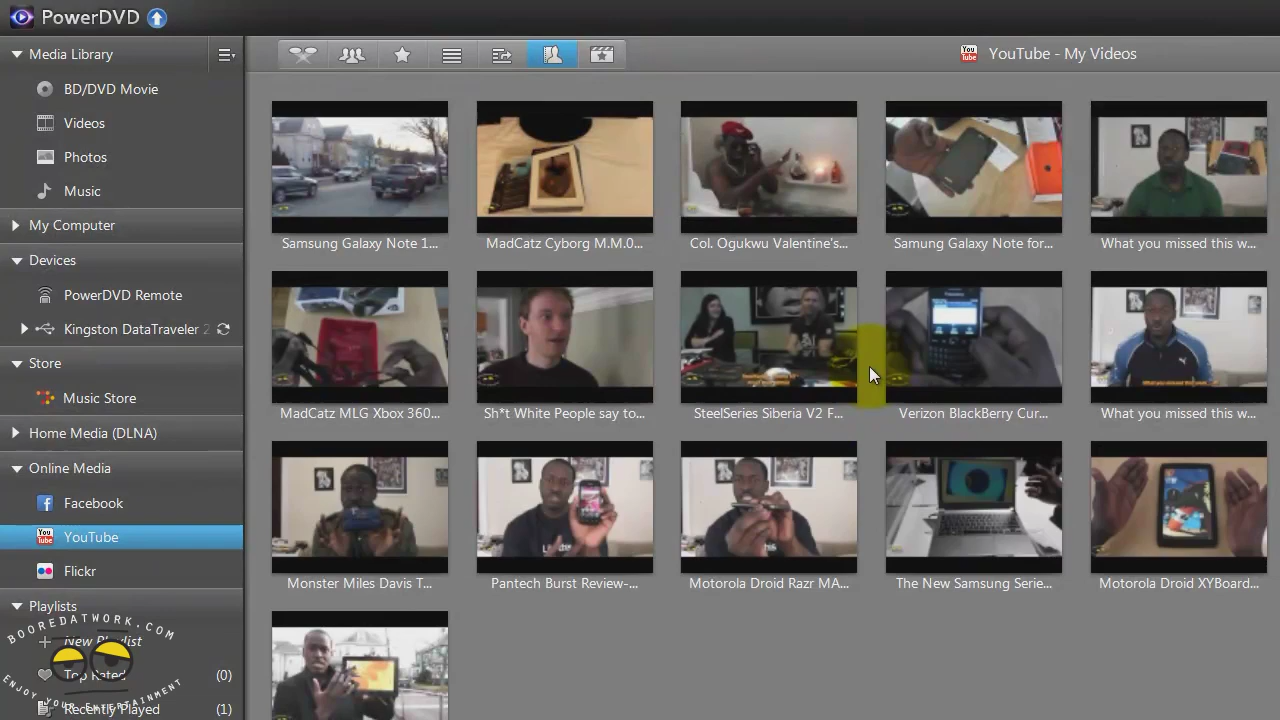 PowerDVD
Media Library
BD/DVD Movie
Videos
Photos
Music
My Computer
Devices
PowerDVD Remote
Kingston DataTraveler 2
Store
Music Store
Home Media (DLNA)
Online Media
Facebook
YouTube
Flickr
Playlists
New Playlist
Top Rated (0)
Recently Played (1)
BOOREDATWORK.COM
ENJOY YOUR ENTERTAINMENT
You Tube YouTube - My Videos
Samsung Galaxy Note 1...
MadCatz Cyborg M.M.0...
Col. Ogukwu Valentine's...
Samung Galaxy Note for...
What you missed this w...
MadCatz MLG Xbox 360...
Sh*t White People say to...
SteelSeries Siberia V2 F...
Verizon BlackBerry Cur...
What you missed this w...
Monster Miles Davis T...
Pantech Burst Review-...
Motorola Droid Razr MA...
The New Samsung Serie...
Motorola Droid XYBoard...